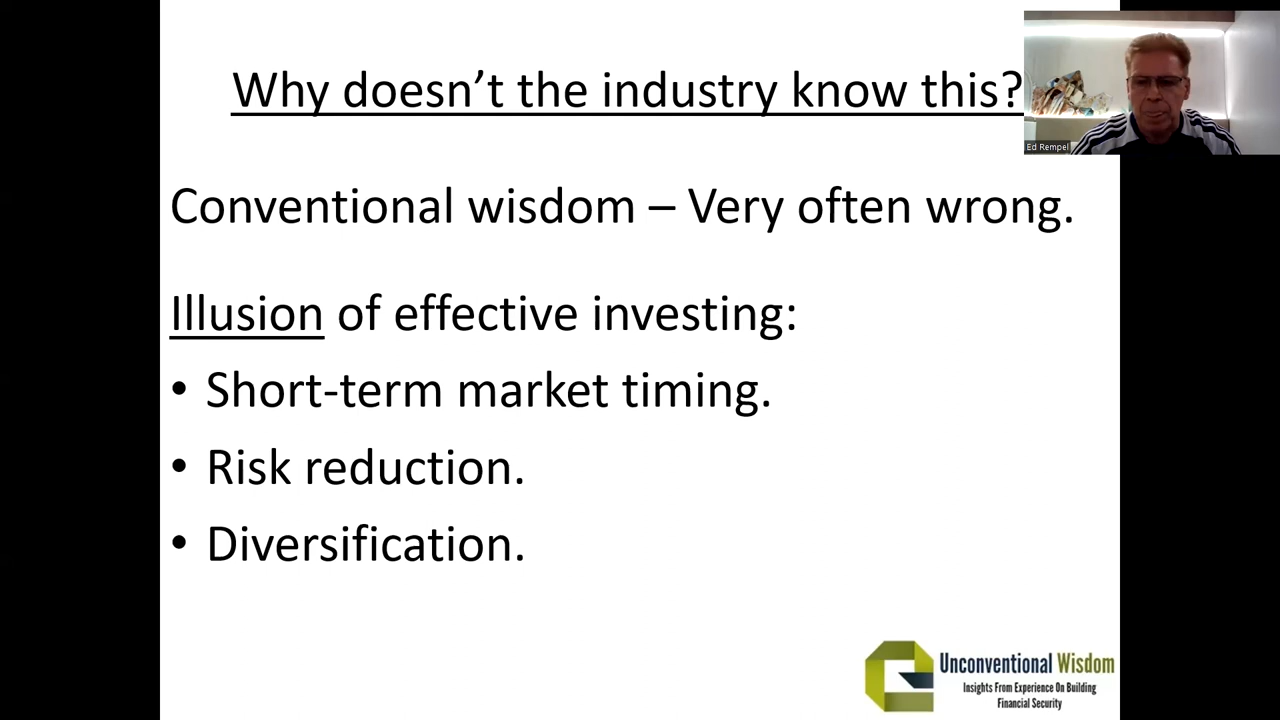 Why doesn’t the industry know this?
Ed Rempel
Conventional wisdom – Very often wrong.
Illusion of effective investing:
• Short-term market timing.
• Risk reduction.
• Diversification.
Unconventional Wisdom
Insights From Experience On Building
Financial Security